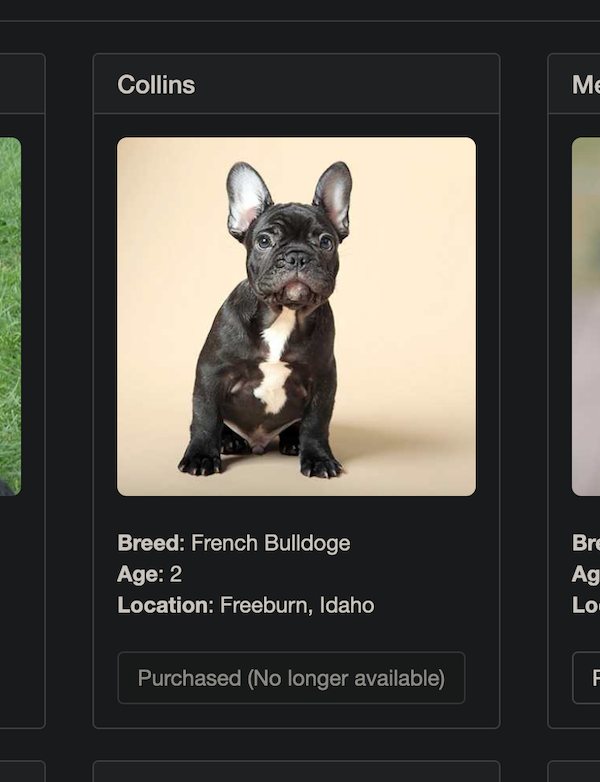 Collins
Me
Breed: French Bulldoge
Age: 2
Location: Freeburn, Idaho
Bre
Ag
Lo
Purchased (No longer available)